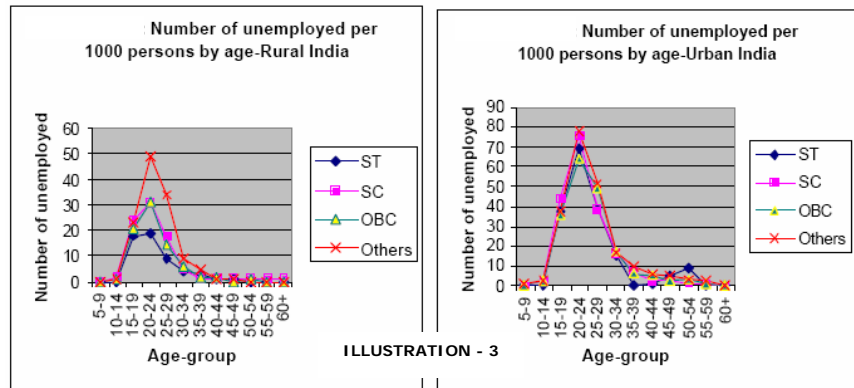 : Number of unemployed per
1000 persons by age-Rural India
Number of unemployed
60
50
40
30
20
10
0
5-9
10-14
15-19
20-24
25-29
30-34
35-39
40-44
45-49
50-54
55-59
60+
Age-group
ST
SC
OBC
Others
Number of unemployed per
1000 persons by age-Urban India
Number of unemployed
90
80
70
60
50
40
30
20
10
0
5-9
10-14
15-19
20-24
25-29
30-34
35-39
40-44
45-49
50-54
55-59
60+
Age-group
ST
SC
OBC
Others
ILLUSTRATION - 3